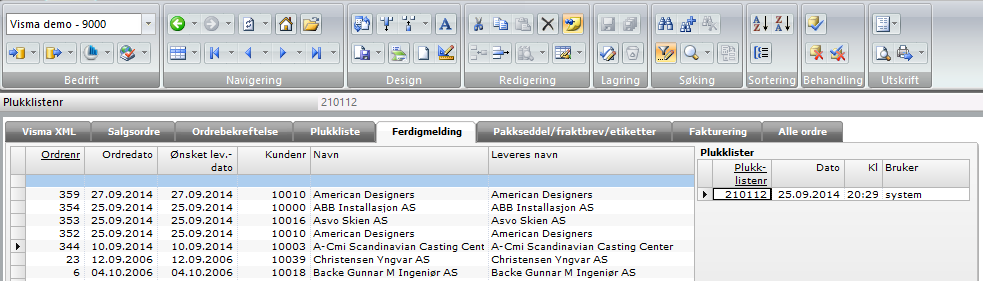 Visma demo - 9000
Bedrift
Navigering
Design
Redigering
Lagring
Søking
Sortering
Behandling
Utskrift
Plukklistenr 210112
Visma XML Salgsordre Ordrebekreftelse Plukkliste Ferdigmelding Pakkseddel/fraktbrev/etiketter Fakturering Alle ordre
Ordrenr Ordredato Ønsket lev.-dato Kundenr Navn Leveres navn
359 27.09.2014 27.09.2014 10010 American Designers American Designers
354 25.09.2014 25.09.2014 10000 ABB Installasjon AS ABB Installasjon AS
353 25.09.2014 25.09.2014 10016 Asvo Skien AS Asvo Skien AS
352 25.09.2014 25.09.2014 10010 American Designers American Designers
344 10.09.2014 10.09.2014 10003 A-Cmi Scandinavian Casting Cent A-Cmi Scandinavian Casting Center
23 12.09.2006 12.09.2006 10039 Christensen Yngvar AS Christensen Yngvar AS
6 04.10.2006 04.10.2006 10018 Backe Gunnar M Ingeniør AS Backe Gunnar M Ingeniør AS
Plukklister
Plukk-listenr Dato Kl Bruker
210112 25.09.2014 20:29 system